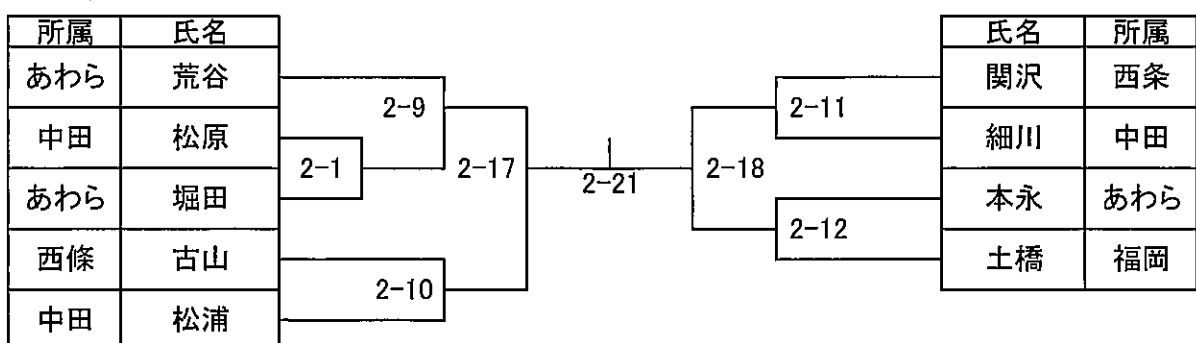 所属 氏名 氏名 所属
あわら 荒谷 関沢 西条
2-9 2-11
中田 松原 細川 中田
2-1 2-17 2-21 2-18
あわら 堀田 本永 あわら
2-12
西條 古山 土橋 福岡
2-10
中田 松浦